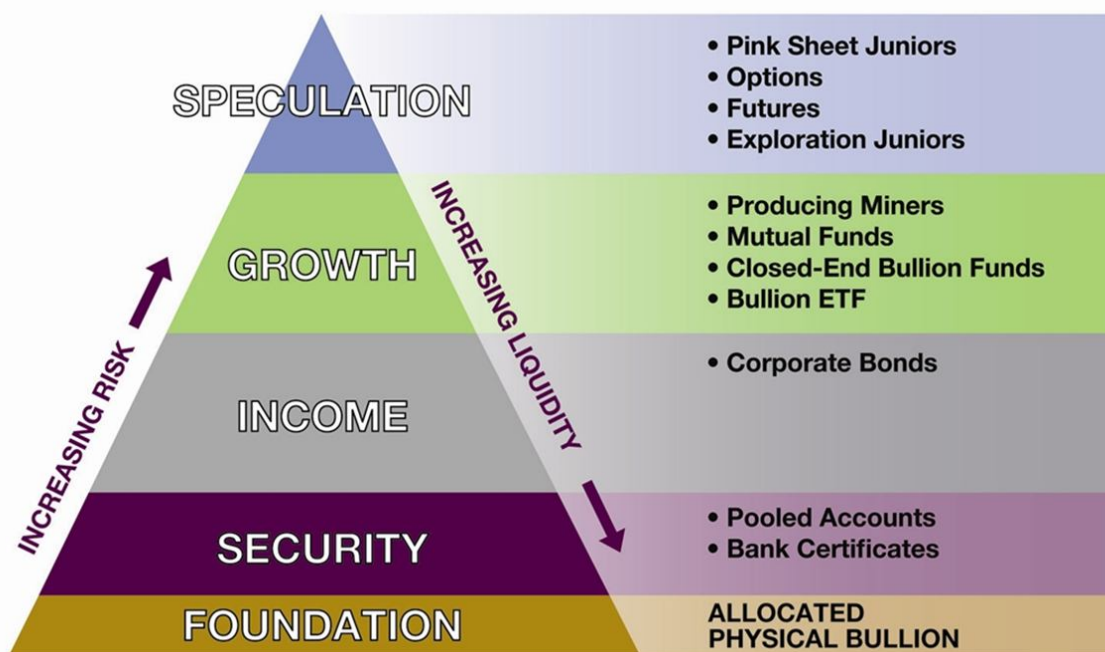 SPECULATION
• Pink Sheet Juniors
• Options
• Futures
• Exploration Juniors
GROWTH
• Producing Miners
• Mutual Funds
• Closed-End Bullion Funds
• Bullion ETF
INCREASING RISK
INCREASING LIQUIDITY
INCOME
• Corporate Bonds
SECURITY
• Pooled Accounts
• Bank Certificates
FOUNDATION
ALLOCATED
PHYSICAL BULLION